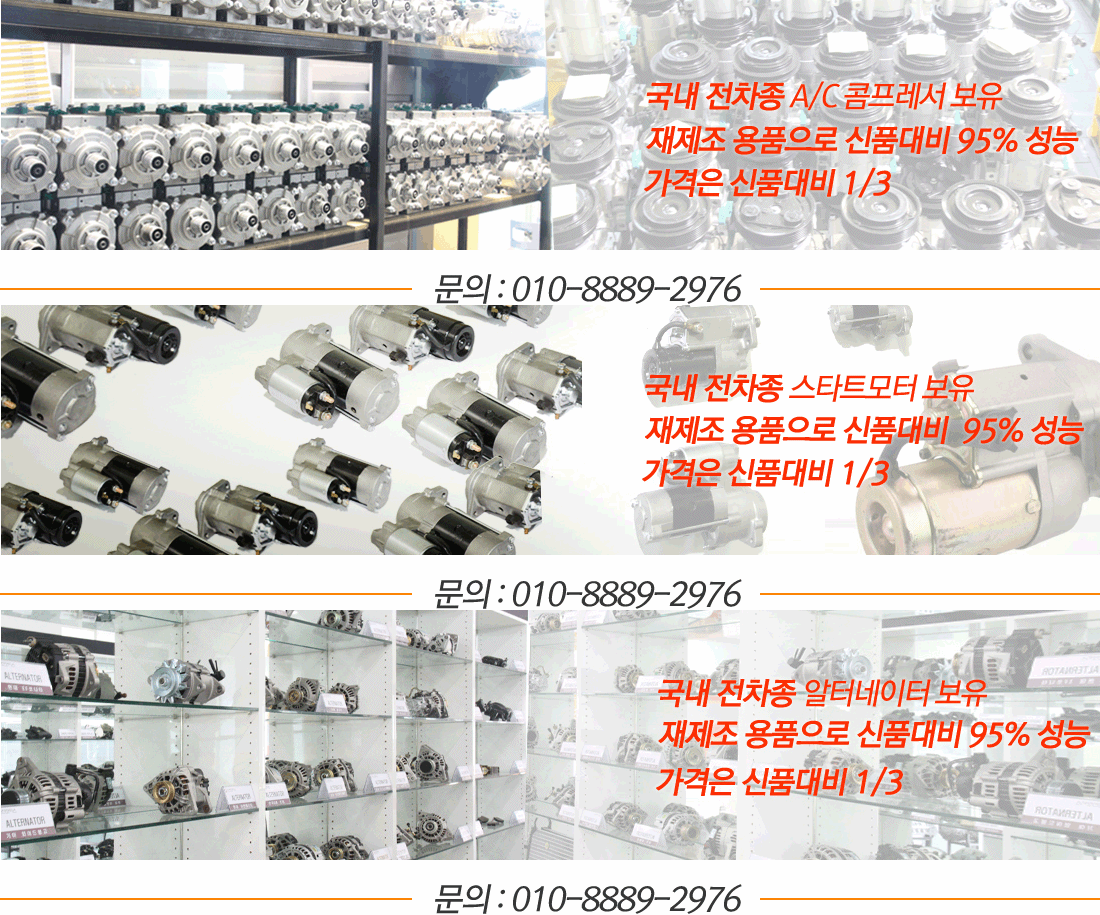 국내 전차종 A/C 콤프레서 보유
재제조 용품으로 신품대비 95% 성능
가격은 신품대비 1/3
문의 : 010-8889-2976
국내 전차종 스타트모터 보유
재제조 용품으로 신품대비 95% 성능
가격은 신품대비 1/3
문의 : 010-8889-2976
국내 전차종 알터네이터 보유
재제조 용품으로 신품대비 95% 성능
가격은 신품대비 1/3
ALTERNATOR
ALTERNATOR
ALTERNATOR
ALTERNATOR
ALTERNATOR
문의 : 010-8889-2976